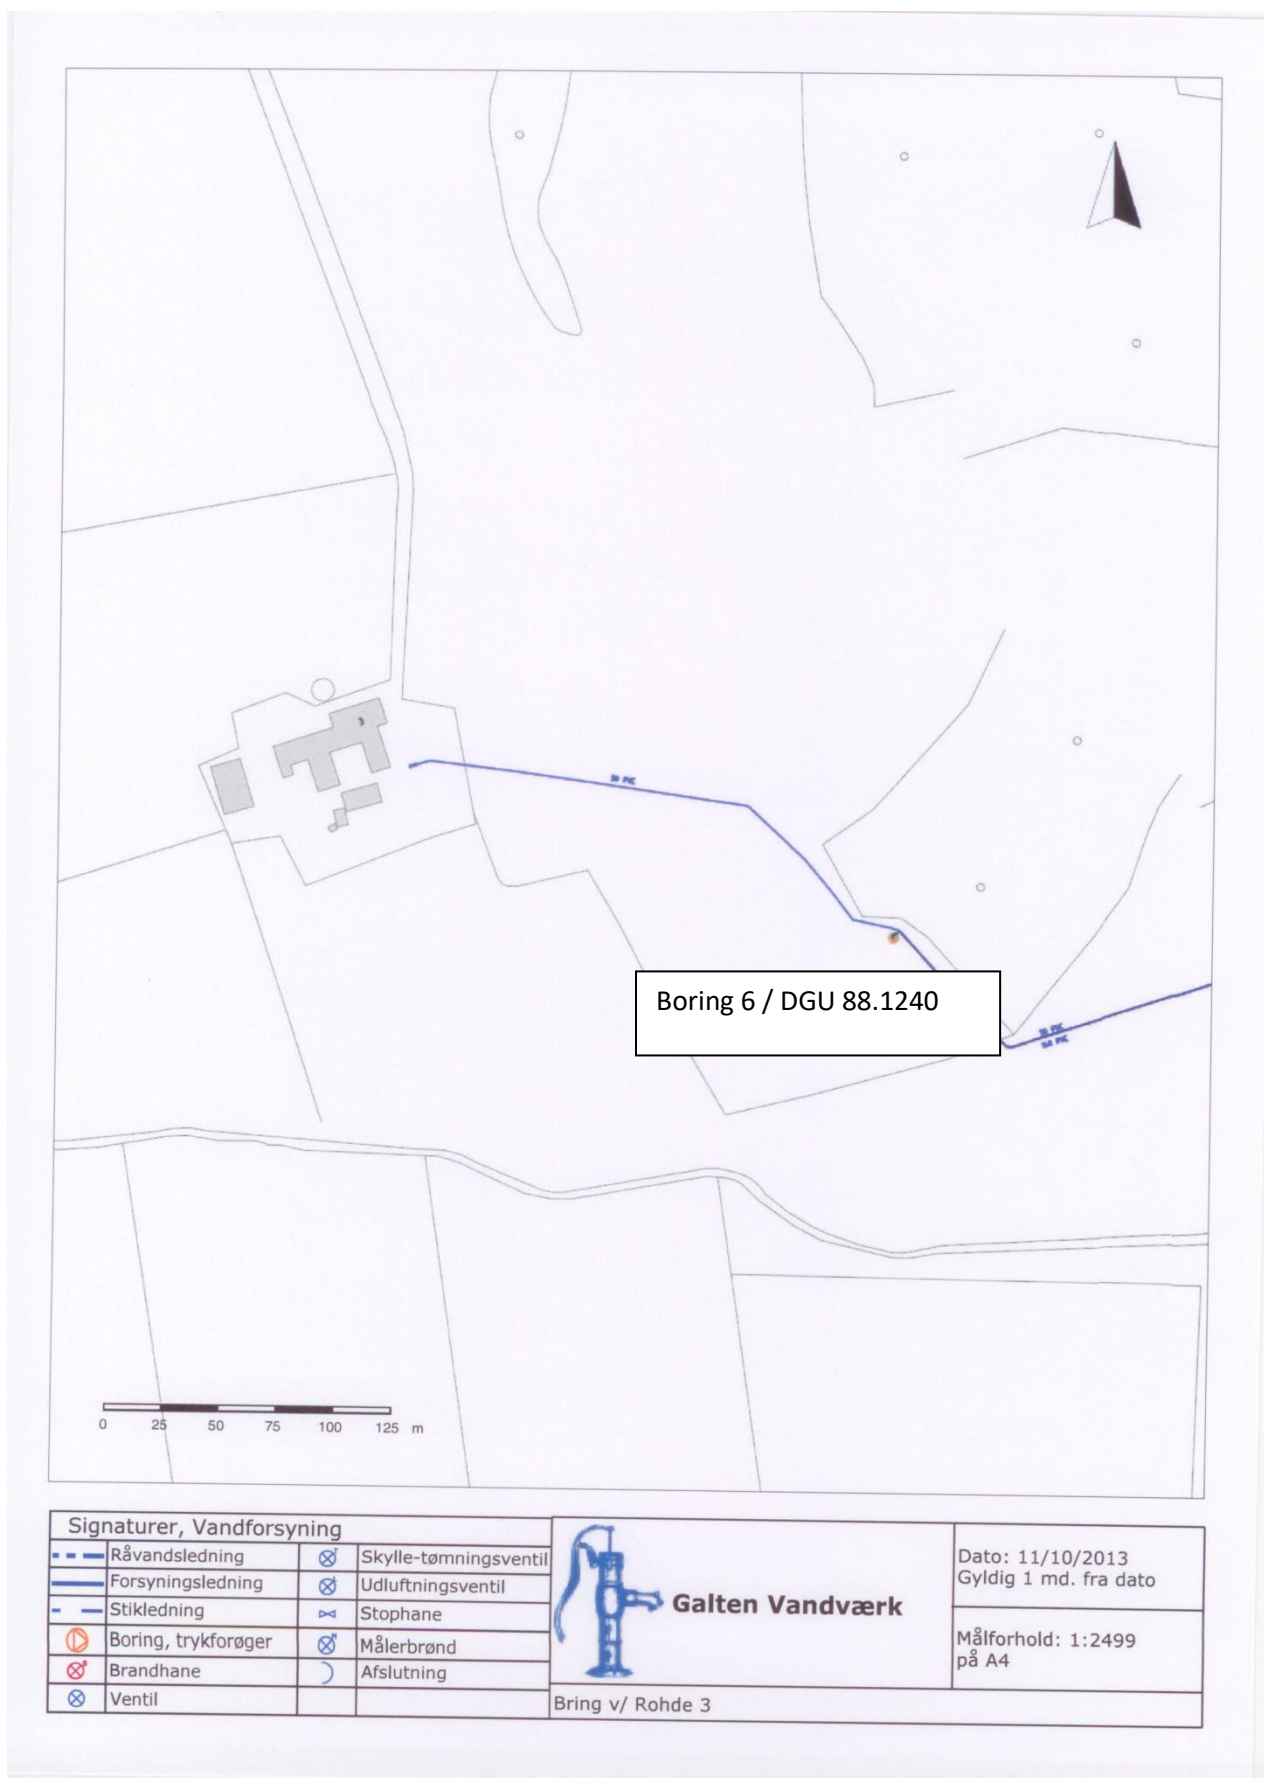 Boring 6 / DGU 88.1240
0 25 50 75 100 125 m
Signaturer, Vandforsyning
Råvandsledning
Skylle-tømningsventil
Forsyningsledning
Udluftningsventil
Stikledning
Stophane
Boring, trykforøger
Målerbrønd
Brandhane
Afslutning
Ventil
Galten Vandværk
Dato: 11/10/2013
Gyldig 1 md. fra dato
Målforhold: 1:2499
på A4
Bring v/ Rohde 3